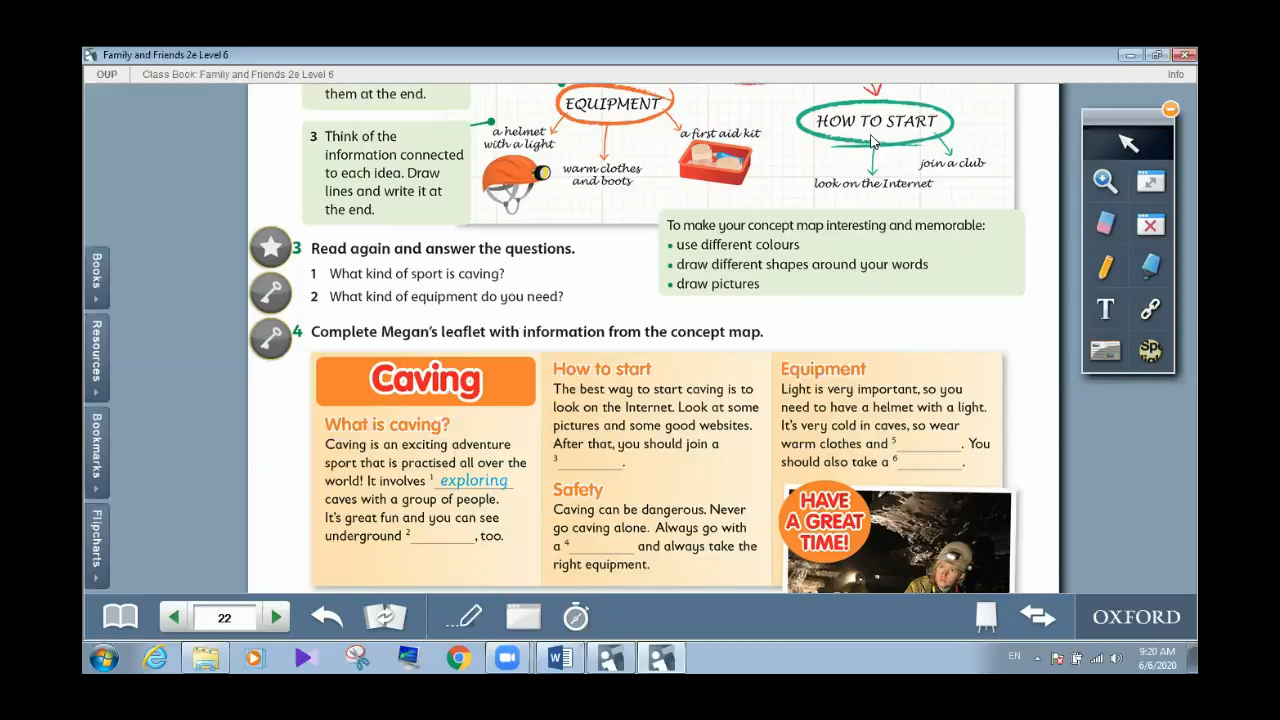 Family and Friends 2e Level 6
OUP
Class Book: Family and Friends 2e Level 6
Info
them at the end.
EQUIPMENT
HOW TO START
3 Think of the
information connected
to each idea. Draw
lines and write it at
the end.
a helmet
with a light
warm clothes
and boots
a first aid kit
look on the Internet
join a club
To make your concept map interesting and memorable:
• use different colours
• draw different shapes around your words
• draw pictures
3 Read again and answer the questions.
1 What kind of sport is caving?
2 What kind of equipment do you need?
4 Complete Megan's leaflet with information from the concept map.
Caving
What is caving?
Caving is an exciting adventure
sport that is practised all over the
world! It involves 1 exploring
caves with a group of people.
It's great fun and you can see
underground 2 ________, too.
How to start
The best way to start caving is to
look on the Internet. Look at some
pictures and some good websites.
After that, you should join a
3 ________.
Safety
Caving can be dangerous. Never
go caving alone. Always go with
a 4 ________ and always take the
right equipment.
Equipment
Light is very important, so you
need to have a helmet with a light.
It's very cold in caves, so wear
warm clothes and 5 ________. You
should also take a 6 ________.
HAVE
A GREAT
TIME!
Books
Resources
Bookmarks
Flipcharts
T
22
OXFORD
EN
9:20 AM
6/6/2020